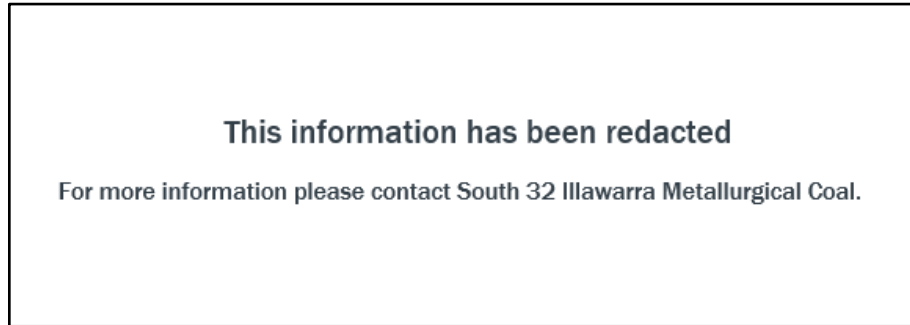 This information has been redacted
For more information please contact South 32 Illawarra Metallurgical Coal.